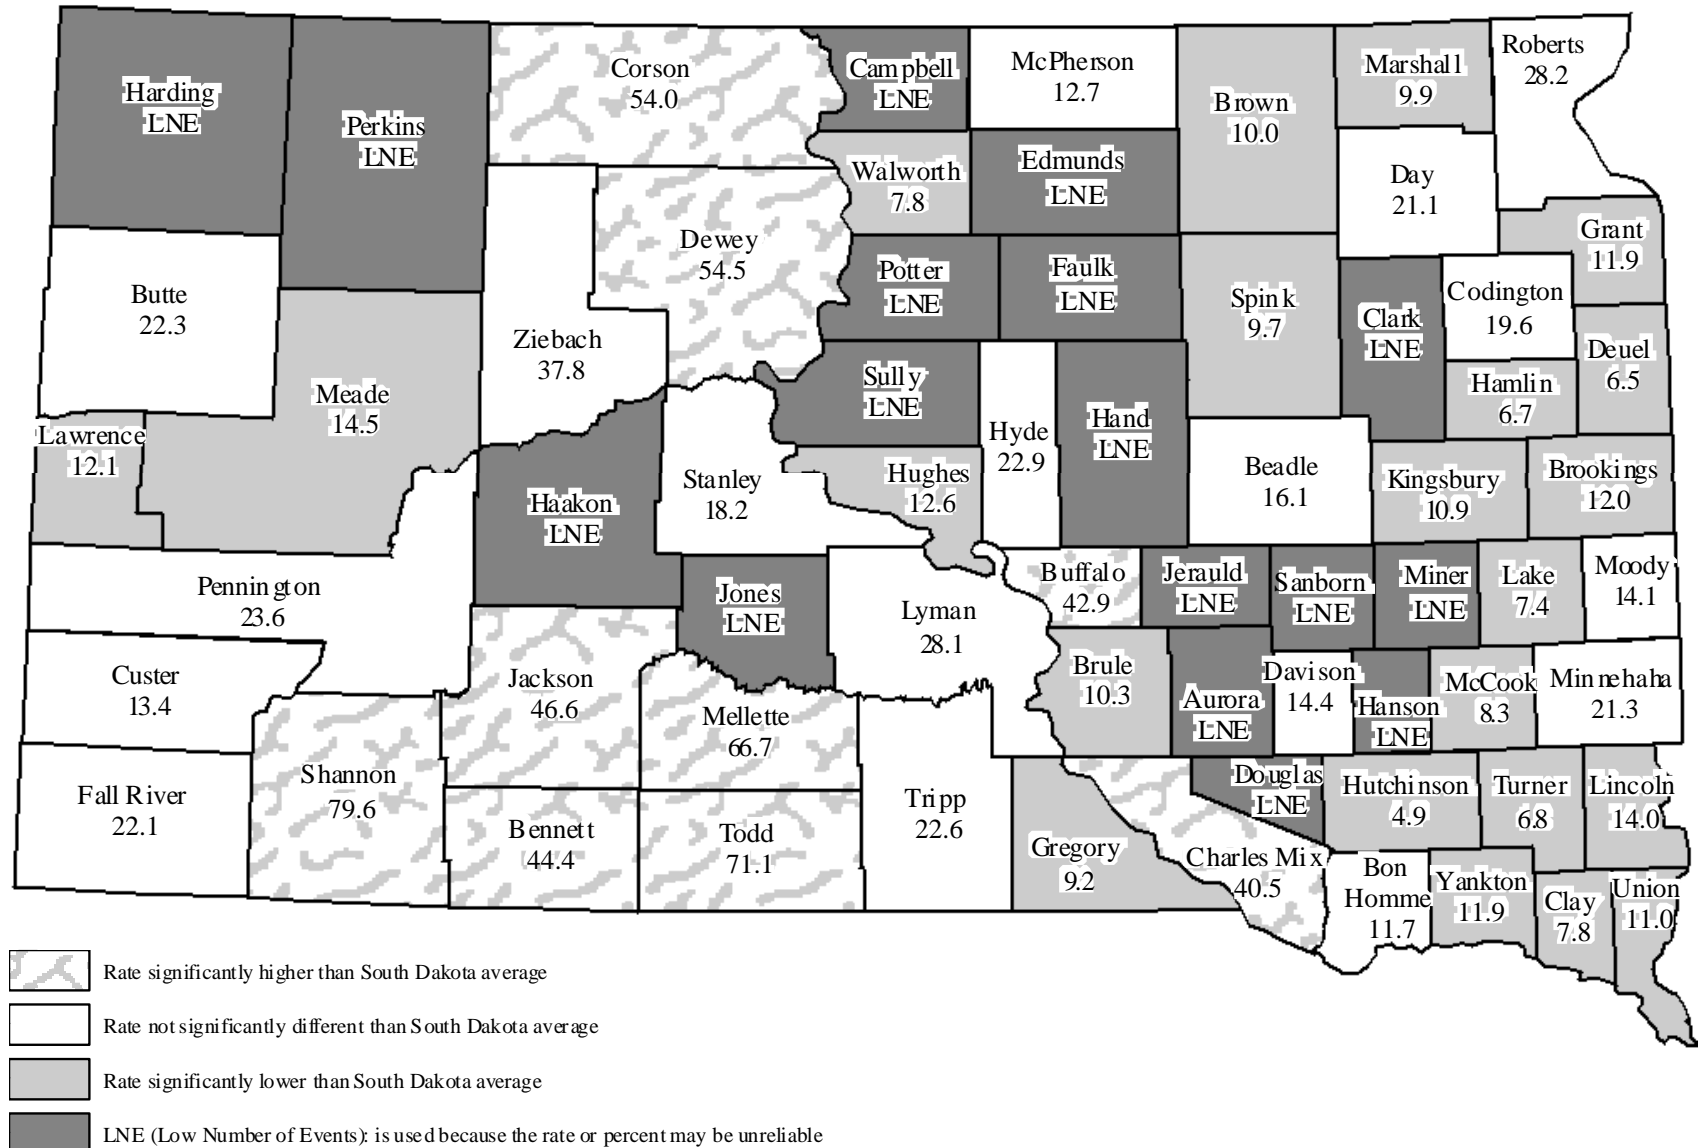 Harding
LNE
Perkins
LNE
Corson
54.0
Campbell
LNE
McPherson
12.7
Brown
10.0
Marshall
9.9
Roberts
28.2
Walworth
7.8
Edmunds
LNE
Day
21.1
Grant
11.9
Butte
22.3
Dewey
54.5
Potter
LNE
Faulk
LNE
Spink
9.7
Clark
LNE
Codington
19.6
Deuel
6.5
Ziebach
37.8
Meade
14.5
Sully
LNE
Hamlin
6.7
Lawrence
12.1
Hyde
22.9
Hand
LNE
Haakon
LNE
Stanley
18.2
Hughes
12.6
Beadle
16.1
Kingsbury
10.9
Brookings
12.0
Pennington
23.6
Jones
LNE
Lyman
28.1
Buffalo
42.9
Jerauld
LNE
Sanborn
LNE
Miner
LNE
Lake
7.4
Moody
14.1
Custer
13.4
Jackson
46.6
Mellette
66.7
Brule
10.3
Aurora
LNE
Davison
14.4
Hanson
LNE
McCook
8.3
Minnehaha
21.3
Fall River
22.1
Shannon
79.6
Bennett
44.4
Todd
71.1
Tripp
22.6
Gregory
9.2
Charles Mix
40.5
Douglas
LNE
Hutchinson
4.9
Turner
6.8
Lincoln
14.0
Bon
Homme
11.7
Yankton
11.9
Clay
7.8
Union
11.0
Rate significantly higher than South Dakota average
Rate not significantly different than South Dakota average
Rate significantly lower than South Dakota average
LNE (Low Number of Events): is used because the rate or percent may be unreliable